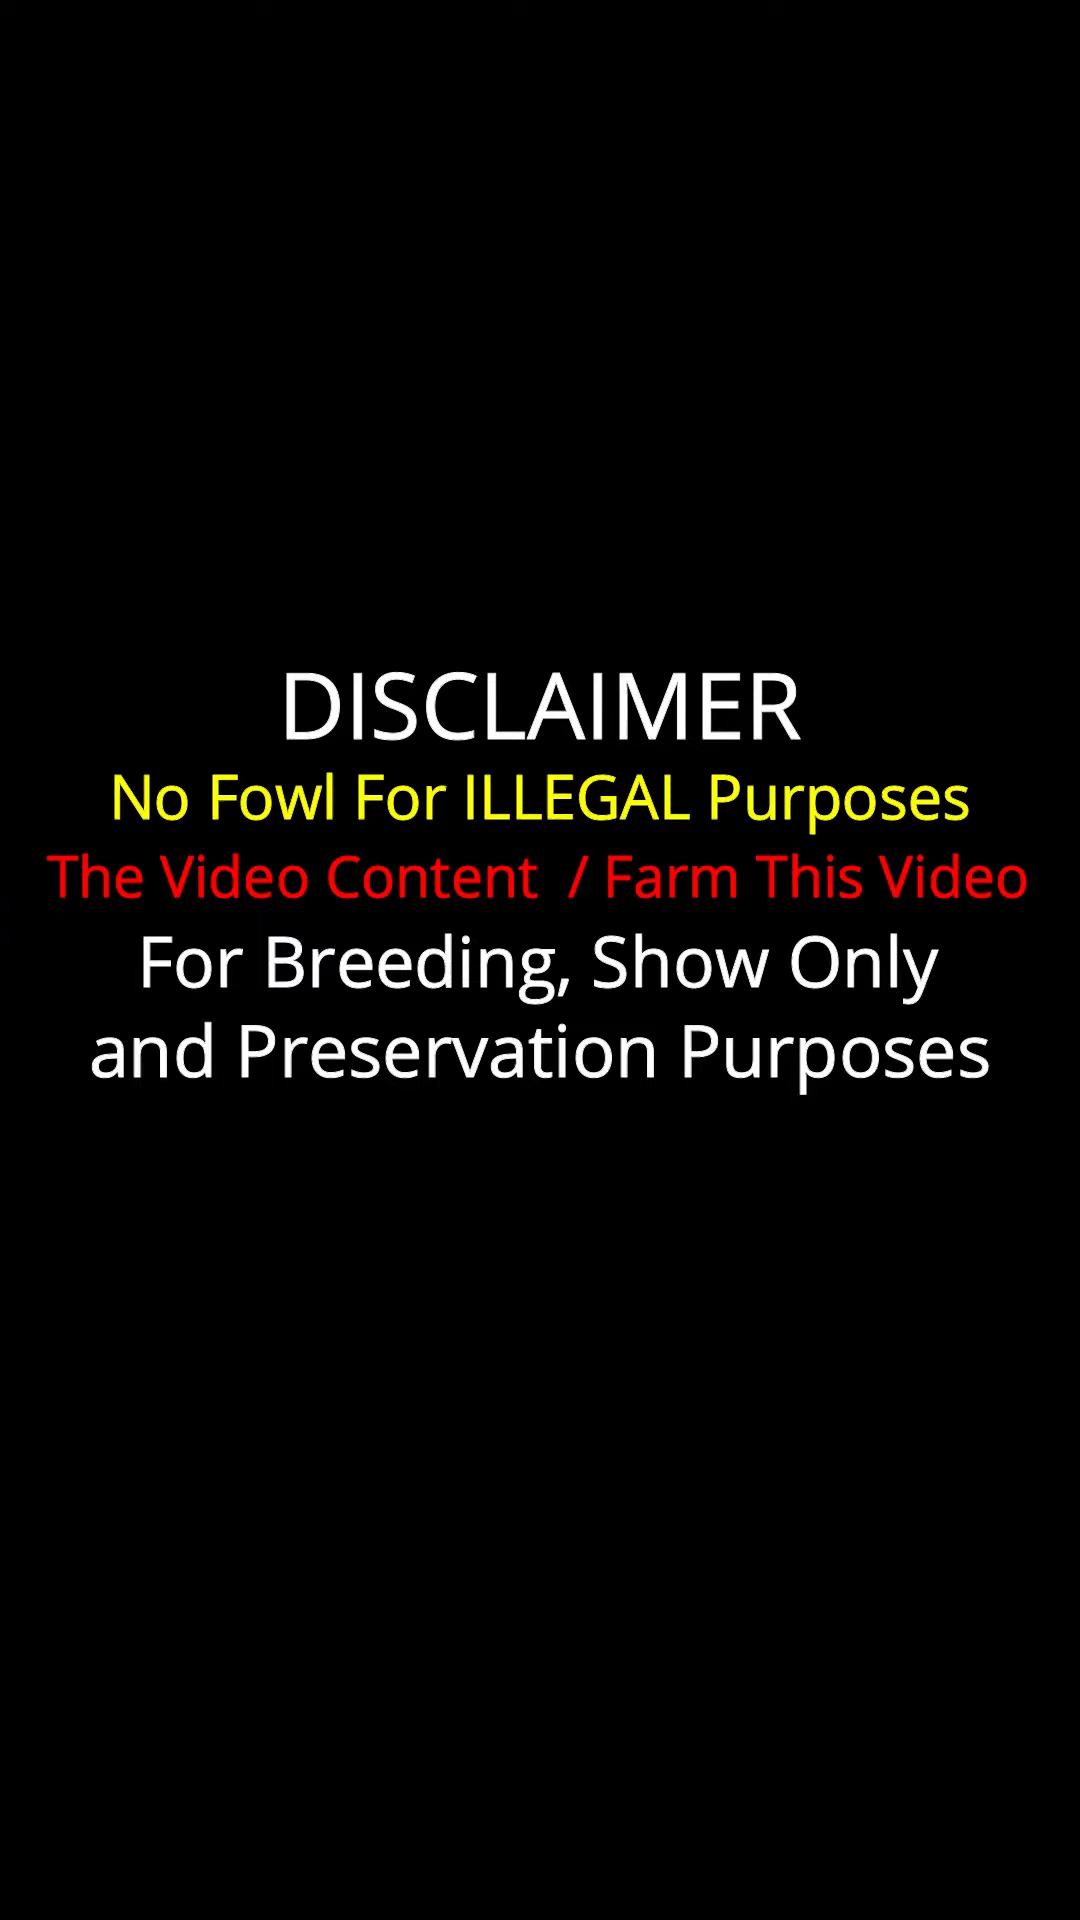 DISCLAIMER
No Fowl For ILLEGAL Purposes
The Video Content / Farm This Video
For Breeding, Show Only
and Preservation Purposes